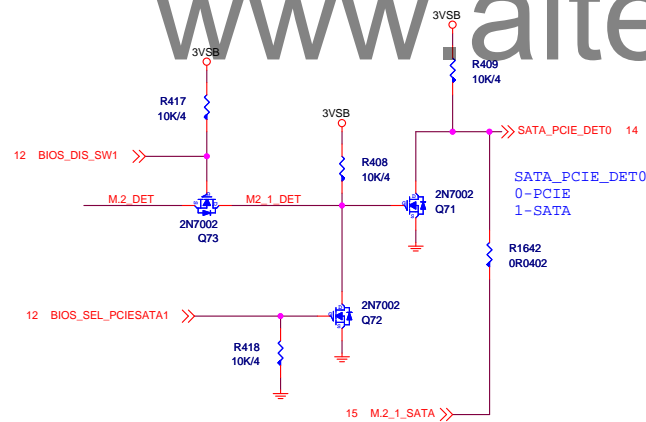 www.alte
3VSB
R409
10K/4
3VSB
R417
10K/4
3VSB
SATA_PCIE_DET0 14
12 BIOS_DIS_SW1
R408
10K/4
SATA_PCIE_DET0
0-PCIE
1-SATA
M.2_DET
M2_1_DET
2N7002
Q71
2N7002
Q73
R1642
0R0402
12 BIOS_SEL_PCIESATA1
2N7002
Q72
R418
10K/4
15 M.2_1_SATA